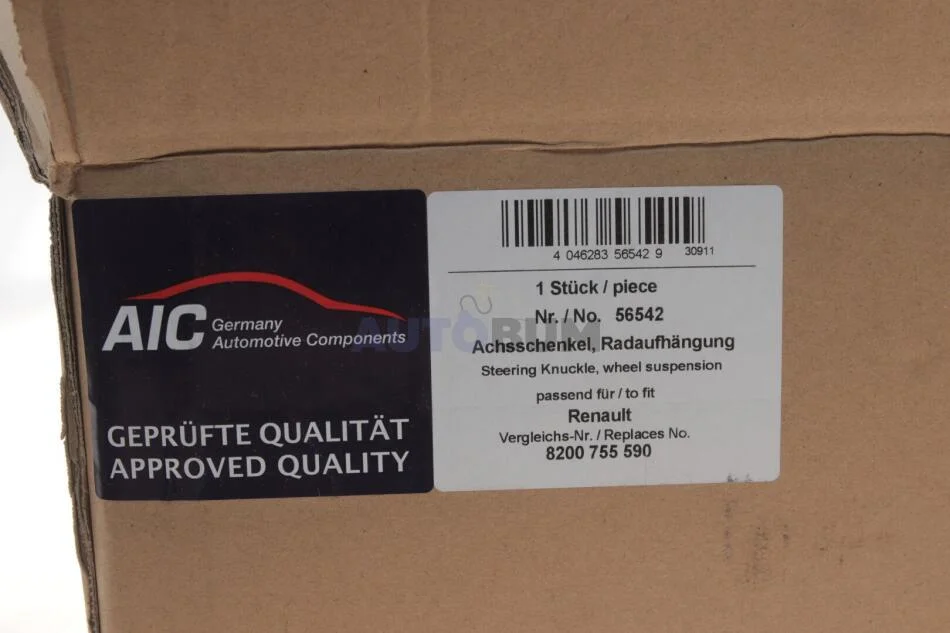 AIC Germany
Automotive Components
GEPRÜFTE QUALITÄT
APPROVED QUALITY
4 046283 56542 9 30911
1 Stück / piece
Nr. / No. 56542
Achsschenkel, Radaufhängung
Steering Knuckle, wheel suspension
passend für / to fit
Renault
Vergleichs-Nr. / Replaces No.
8200 755 590
AUTOBUM